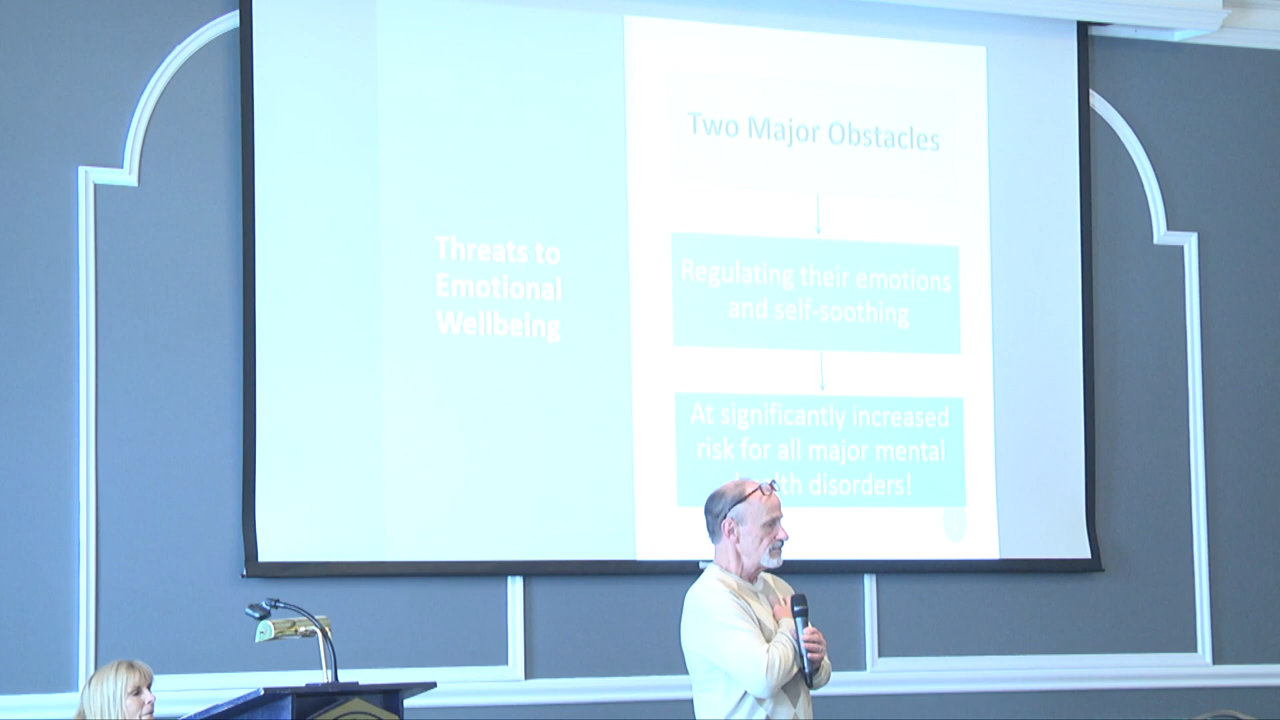 Threats to
Emotional
Wellbeing
Two Major Obstacles
Regulating their emotions
and self-soothing
At significantly increased
risk for all major mental
disorders!